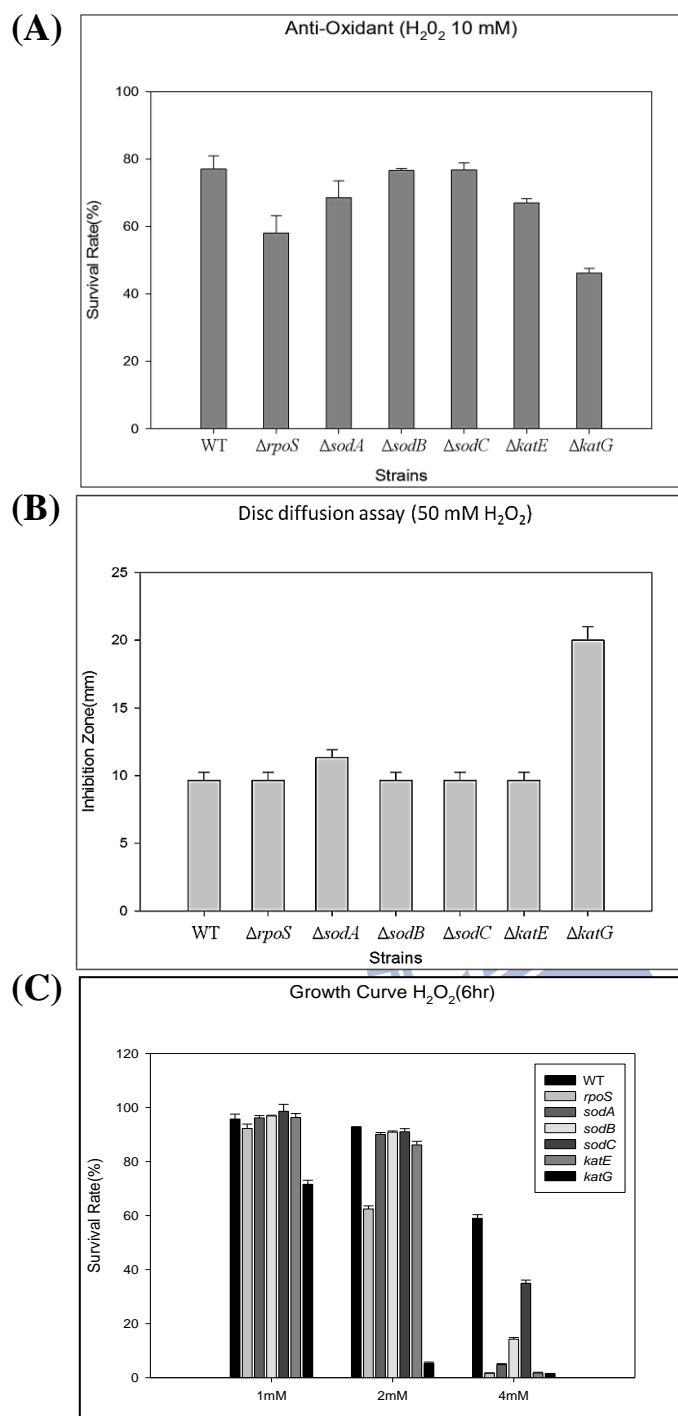 (A)
Anti-Oxidant (H₂0₂ 10 mM)
100
80
60
40
20
0
Survival Rate(%)
WT ΔrpoS ΔsodA ΔsodB ΔsodC ΔkatE ΔkatG
Strains
(B)
Disc diffusion assay (50 mM H₂O₂)
25
20
15
10
5
0
Inhibition Zone(mm)
WT ΔrpoS ΔsodA ΔsodB ΔsodC ΔkatE ΔkatG
Strains
(C)
Growth Curve H₂O₂(6hr)
120
100
80
60
40
20
0
Survival Rate(%)
WT
rpoS
sodA
sodB
sodC
katE
katG
1mM 2mM 4mM